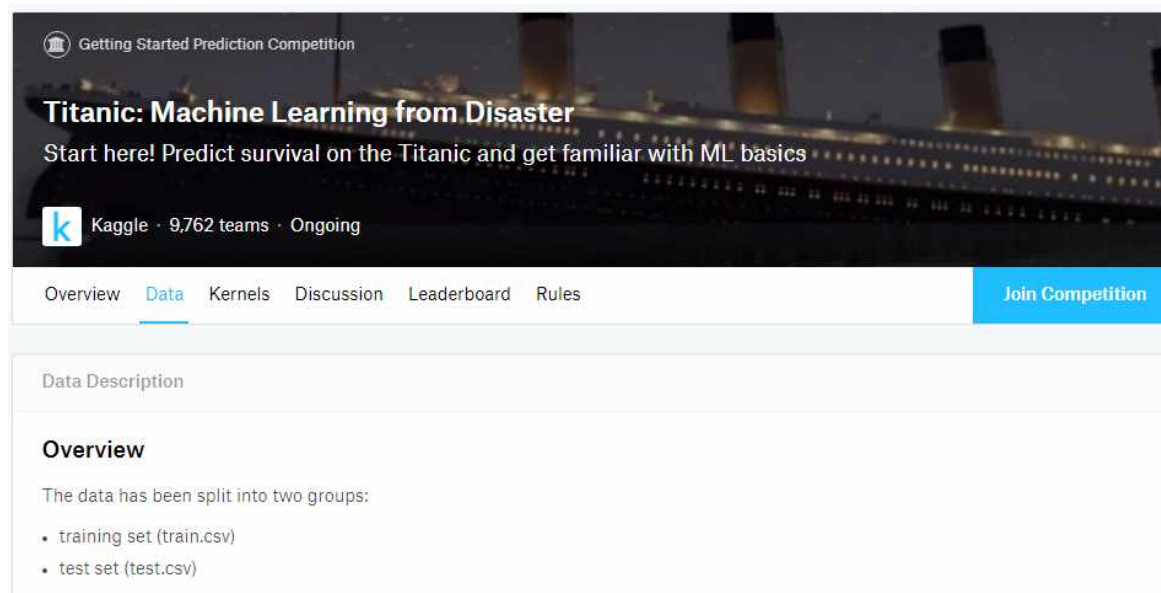 Getting Started Prediction Competition
Titanic: Machine Learning from Disaster
Start here! Predict survival on the Titanic and get familiar with ML basics
k
Kaggle · 9,762 teams · Ongoing
Overview Data Kernels Discussion Leaderboard Rules Join Competition
Data Description
Overview
The data has been split into two groups:
• training set (train.csv)
• test set (test.csv)